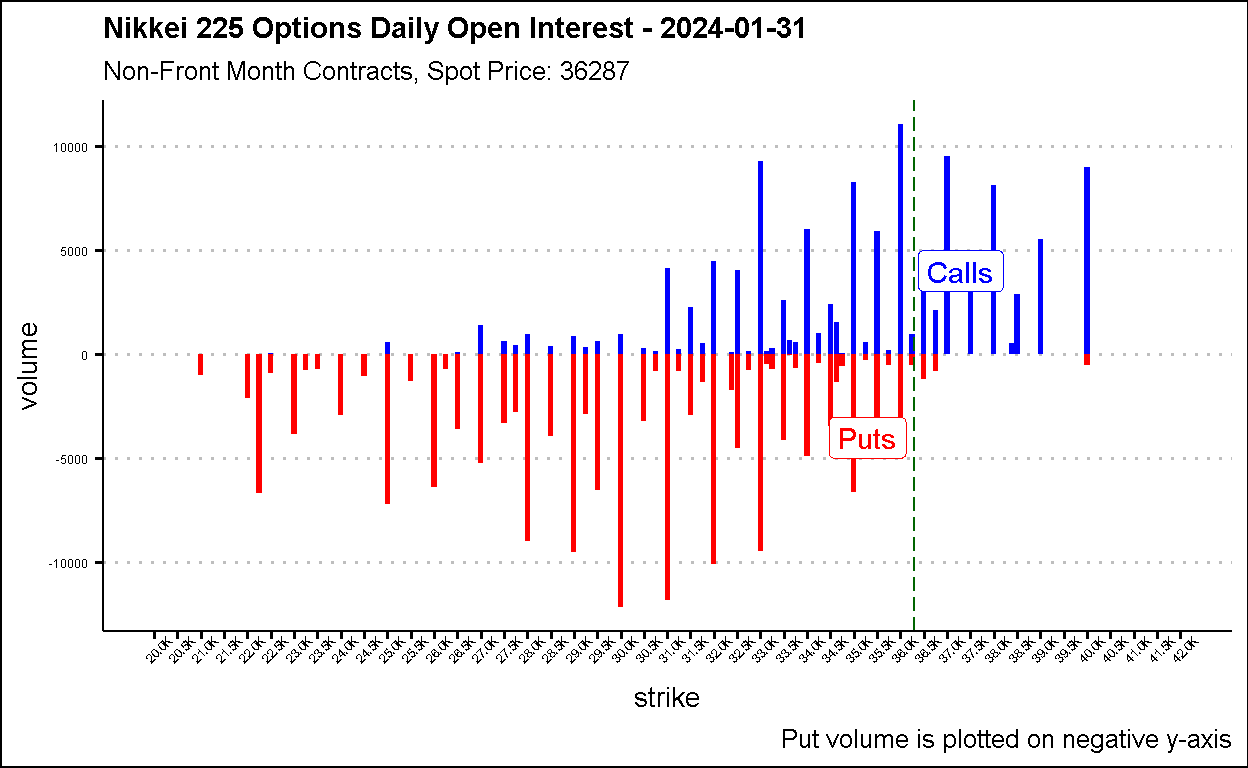 Nikkei 225 Options Daily Open Interest - 2024-01-31
Non-Front Month Contracts, Spot Price: 36287
10000
5000
0
-5000
-10000
volume
Calls
Puts
20.0K 20.5K 21.0K 21.5K 22.0K 22.5K 23.0K 23.5K 24.0K 24.5K 25.0K 25.5K 26.0K 26.5K 27.0K 27.5K 28.0K 28.5K 29.0K 29.5K 30.0K 30.5K 31.0K 31.5K 32.0K 32.5K 33.0K 33.5K 34.0K 34.5K 35.0K 35.5K 36.0K 36.5K 37.0K 37.5K 38.0K 38.5K 39.0K 39.5K 40.0K 40.5K 41.0K 41.5K 42.0K
strike
Put volume is plotted on negative y-axis